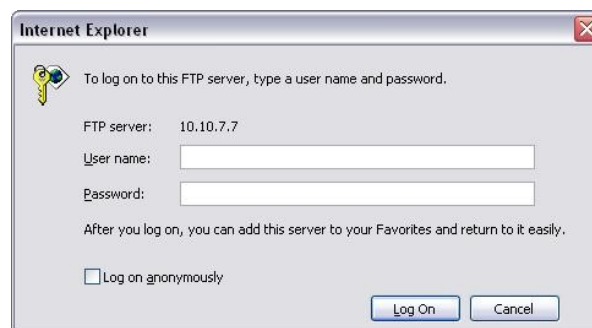 Internet Explorer
To log on to this FTP server, type a user name and password.
FTP server: 10.10.7.7
User name:
Password:
After you log on, you can add this server to your Favorites and return to it easily.
Log on anonymously
Log On Cancel